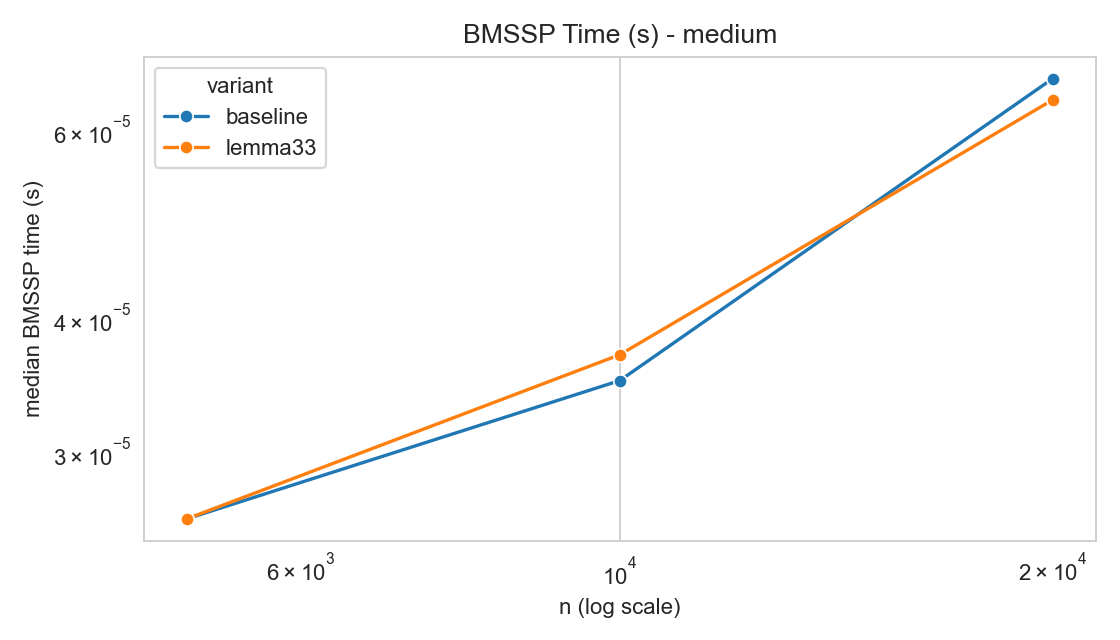 BMSSP Time (s) - medium
variant
baseline
lemma33
6 × 10⁻⁵
4 × 10⁻⁵
3 × 10⁻⁵
median BMSSP time (s)
6 × 10³
10⁴
2 × 10⁴
n (log scale)